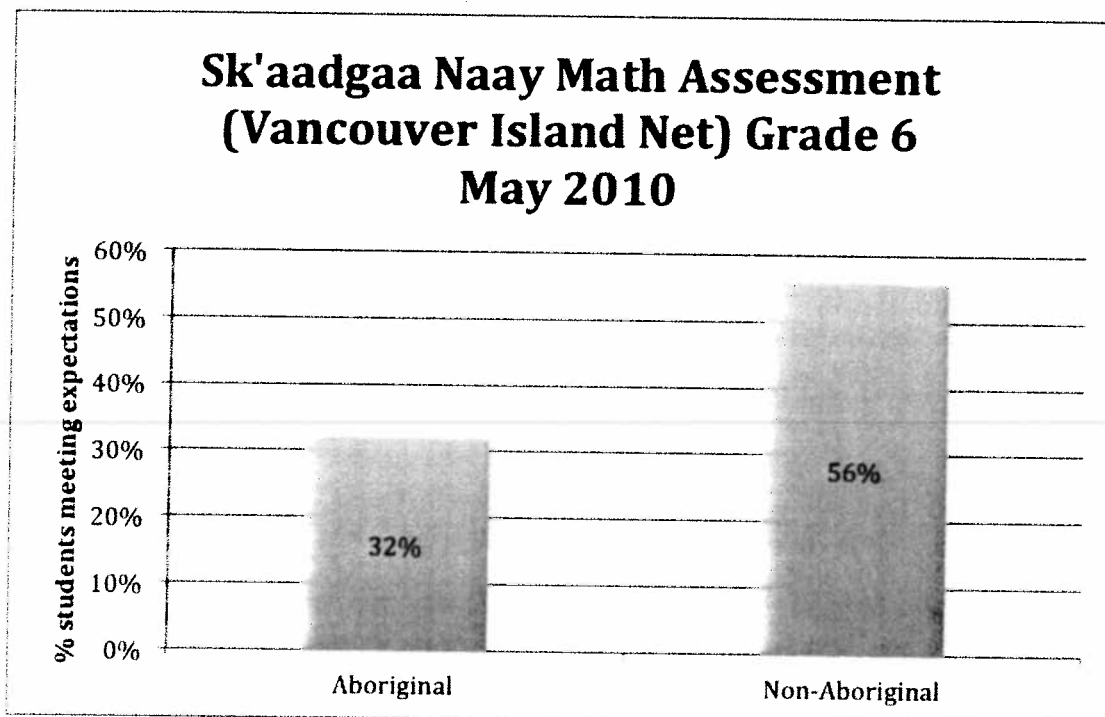 Sk'aadgaa Naay Math Assessment
(Vancouver Island Net) Grade 6
May 2010
% students meeting expectations
60%
50%
40%
30%
20%
10%
0%
32%
56%
Aboriginal
Non-Aboriginal